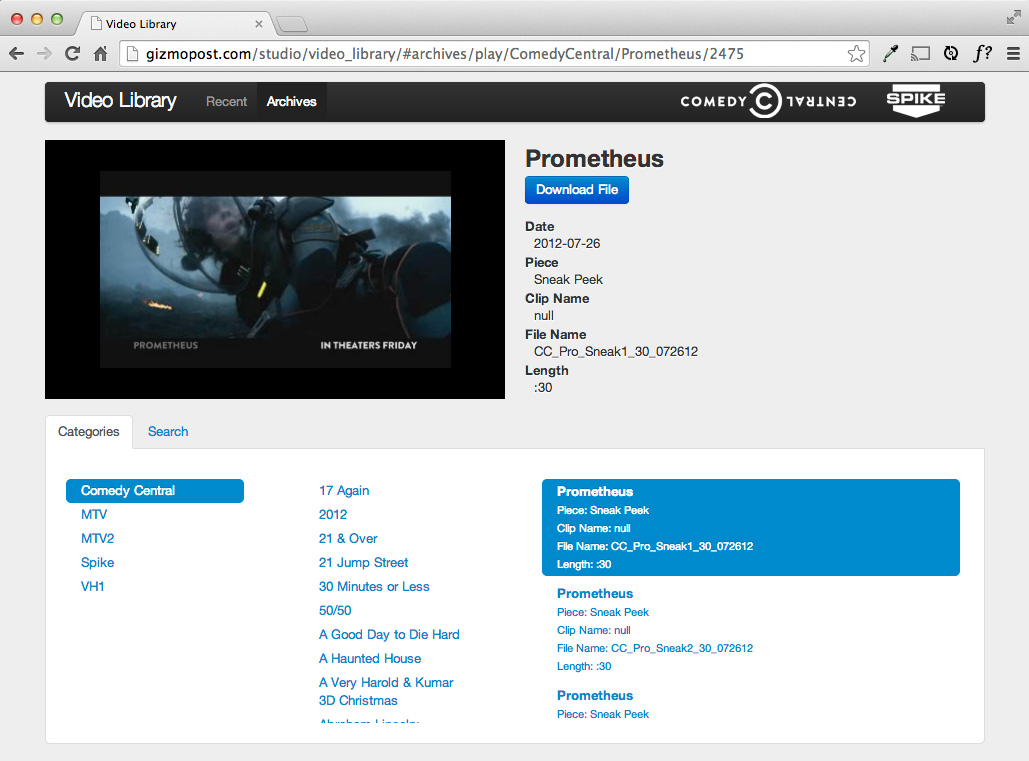 Video Library
gizmopost.com/studio/video_library/#archives/play/ComedyCentral/Prometheus/2475
f?
Video Library Recent Archives COMEDY C CENTRAL SPIKE
PROMETHEUS IN THEATERS FRIDAY
Prometheus
Download File
Date
2012-07-26
Piece
Sneak Peek
Clip Name
null
File Name
CC_Pro_Sneak1_30_072612
Length
:30
Categories Search
Comedy Central
MTV
MTV2
Spike
VH1
17 Again
2012
21 & Over
21 Jump Street
30 Minutes or Less
50/50
A Good Day to Die Hard
A Haunted House
A Very Harold & Kumar
3D Christmas
Prometheus
Piece: Sneak Peek
Clip Name: null
File Name: CC_Pro_Sneak1_30_072612
Length: :30
Prometheus
Piece: Sneak Peek
Clip Name: null
File Name: CC_Pro_Sneak2_30_072612
Length: :30
Prometheus
Piece: Sneak Peek